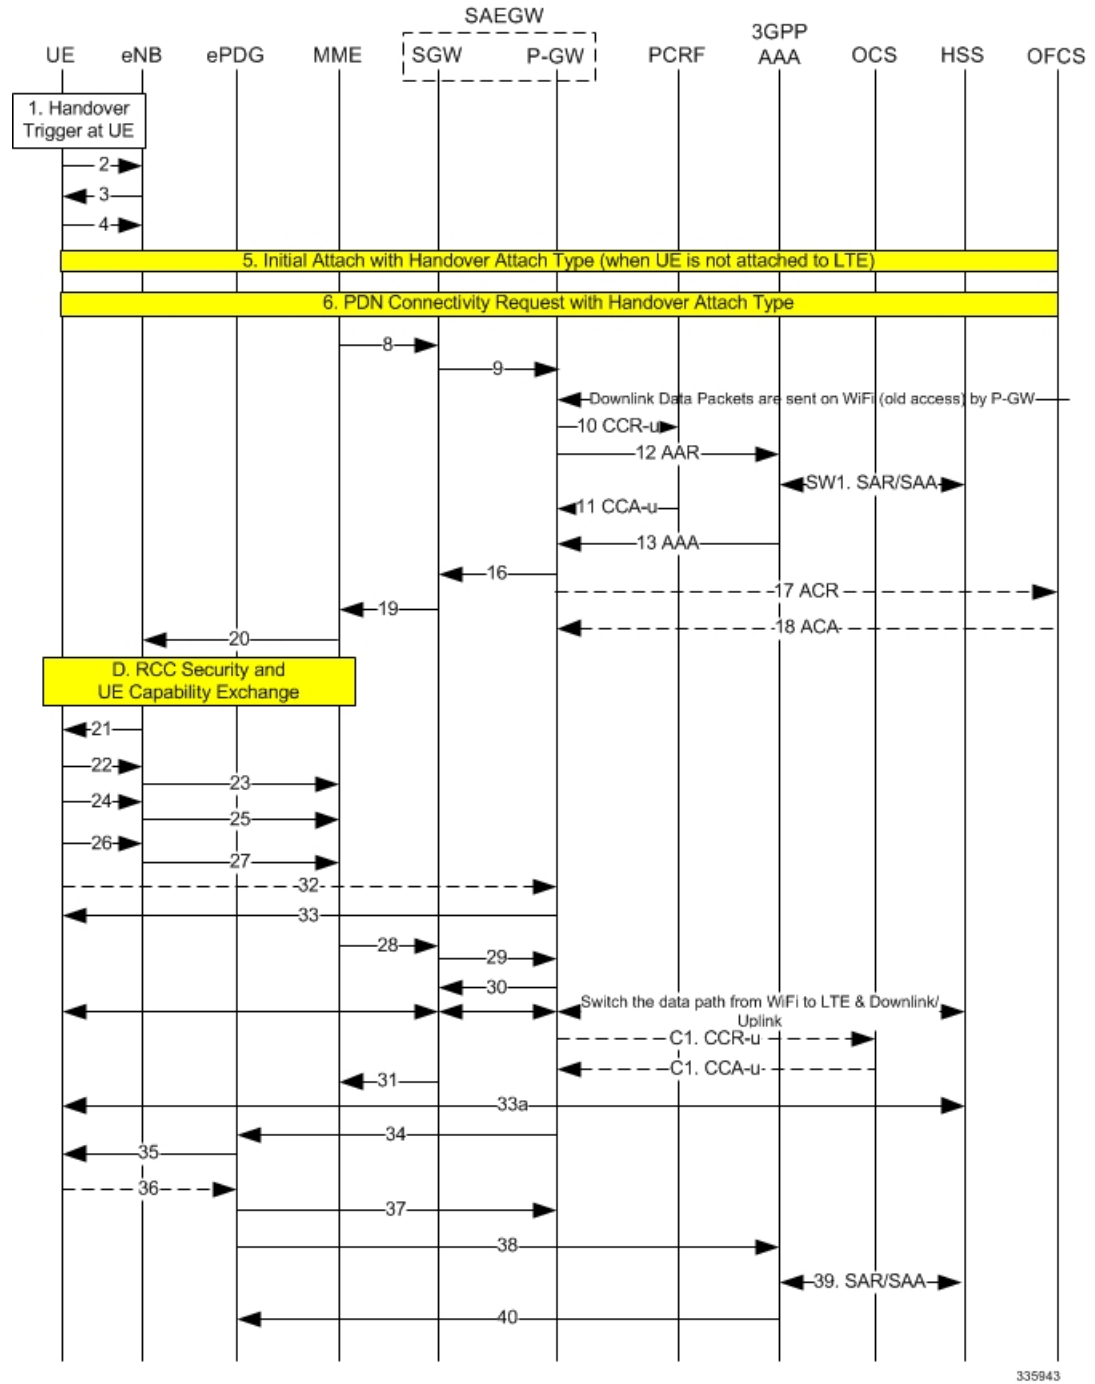 SAEGW
UE eNB ePDG MME SGW P-GW PCRF 3GPP AAA OCS HSS OFCS
1. Handover
Trigger at UE
2
3
4
5. Initial Attach with Handover Attach Type (when UE is not attached to LTE)
6. PDN Connectivity Request with Handover Attach Type
8
9
Downlink Data Packets are sent on WiFi (old access) by P-GW
10 CCR-u
12 AAR
SW1. SAR/SAA
11 CCA-u
13 AAA
16
17 ACR
19
18 ACA
20
D. RCC Security and
UE Capability Exchange
21
22
23
24
25
26
27
32
33
28
29
30
Switch the data path from WiFi to LTE & Downlink/
Uplink
C1. CCR-u
C1. CCA-u
31
33a
34
35
36
37
38
39. SAR/SAA
40
335943